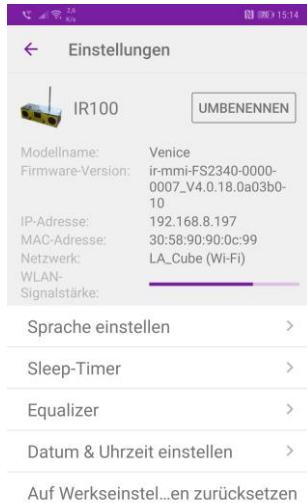 2,6
K/s
15:14
Einstellungen
IR100
UMBENENNEN
Modellname: Venice
Firmware-Version: ir-mmi-FS2340-0000-
0007_V4.0.18.0a03b0-
10
IP-Adresse: 192.168.8.197
MAC-Adresse: 30:58:90:90:0c:99
Netzwerk: LA_Cube (Wi-Fi)
WLAN-
Signalstärke:
Sprache einstellen
Sleep-Timer
Equalizer
Datum & Uhrzeit einstellen
Auf Werkseinstel...en zurücksetzen